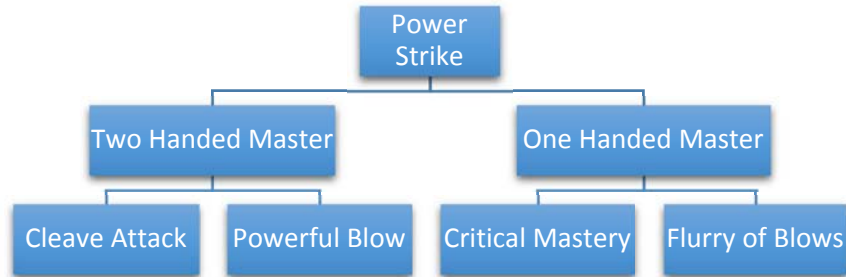 Power
Strike
Two Handed Master
One Handed Master
Cleave Attack
Powerful Blow
Critical Mastery
Flurry of Blows